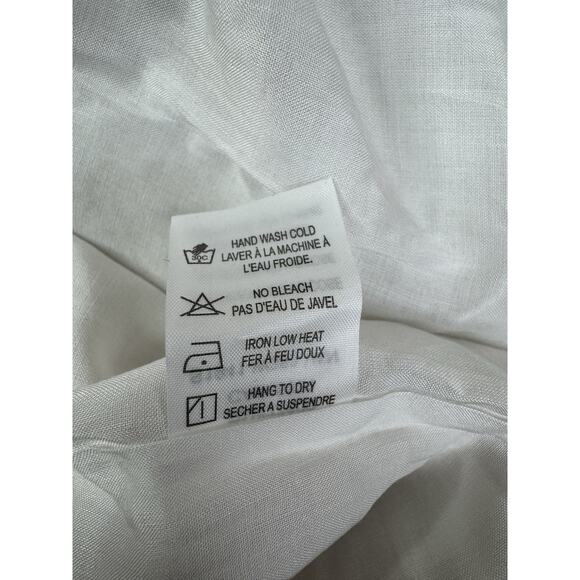 HAND WASH COLD
LAVER À LA MACHINE À
L'EAU FROIDE.
30C
NO BLEACH
PAS D'EAU DE JAVEL
IRON LOW HEAT
FER À FEU DOUX
HANG TO DRY
SECHER A SUSPENDRE